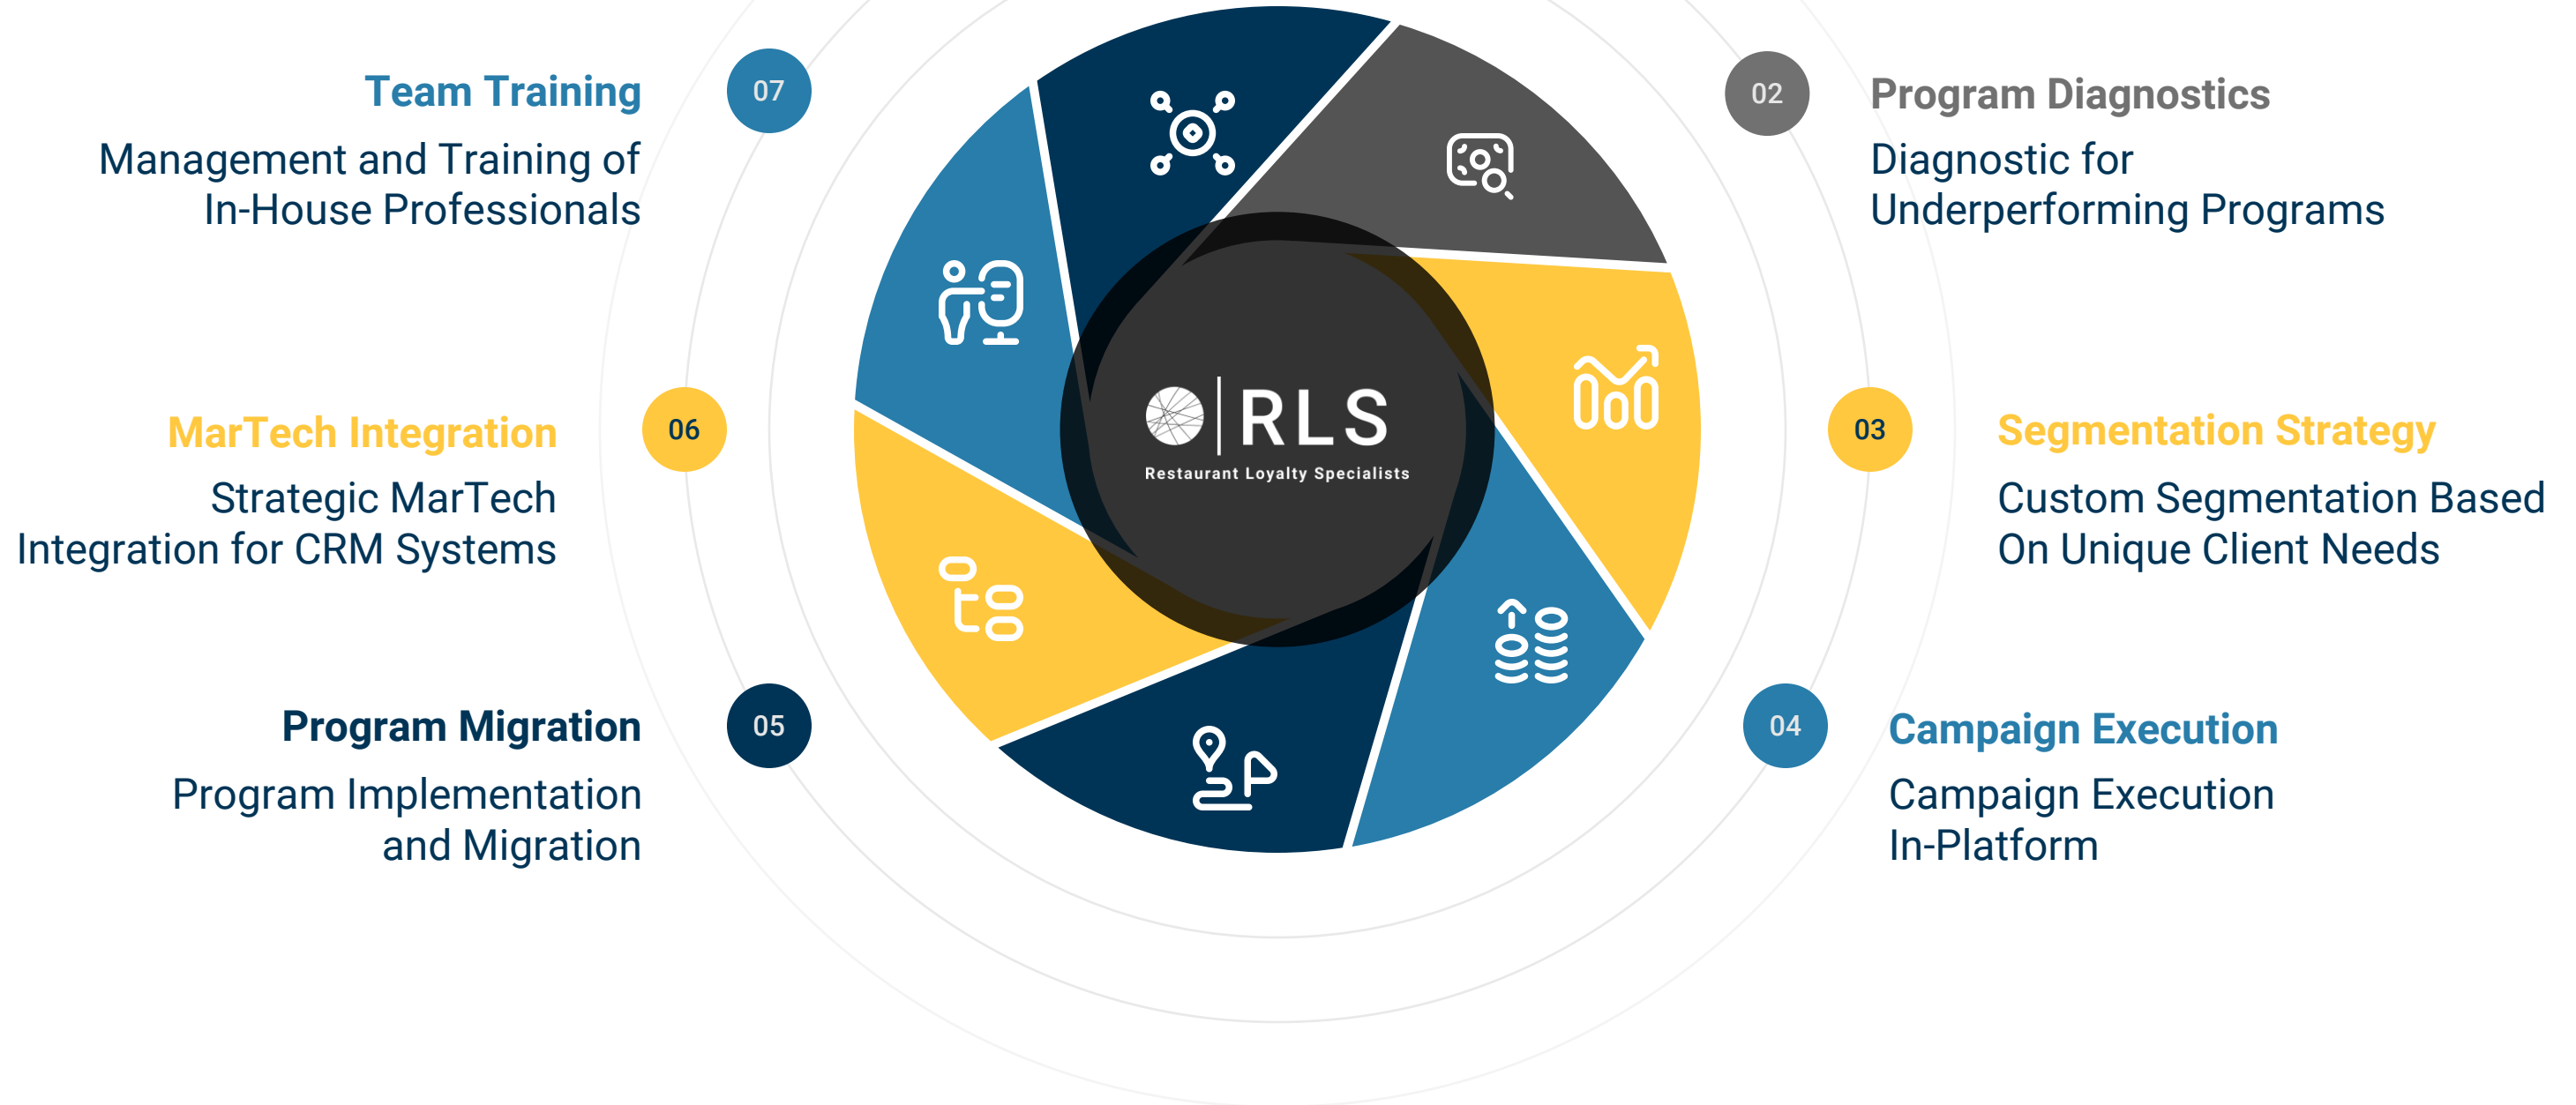 07
Team Training
Management and Training of
In-House Professionals
02
Program Diagnostics
Diagnostic for
Underperforming Programs
06
MarTech Integration
Strategic MarTech
Integration for CRM Systems
RLS
Restaurant Loyalty Specialists
03
Segmentation Strategy
Custom Segmentation Based
On Unique Client Needs
05
Program Migration
Program Implementation
and Migration
04
Campaign Execution
Campaign Execution
In-Platform